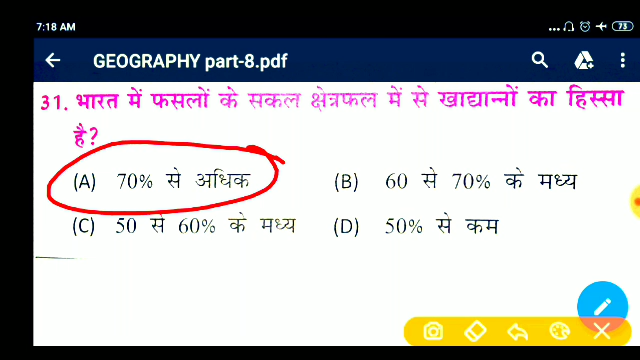 7:18 AM
73
GEOGRAPHY part-8.pdf
31. भारत में फसलों के सकल क्षेत्रफल में से खाद्यान्नों का हिस्सा
है?
(A) 70% से अधिक (B) 60 से 70% के मध्य
(C) 50 से 60% के मध्य (D) 50% से कम